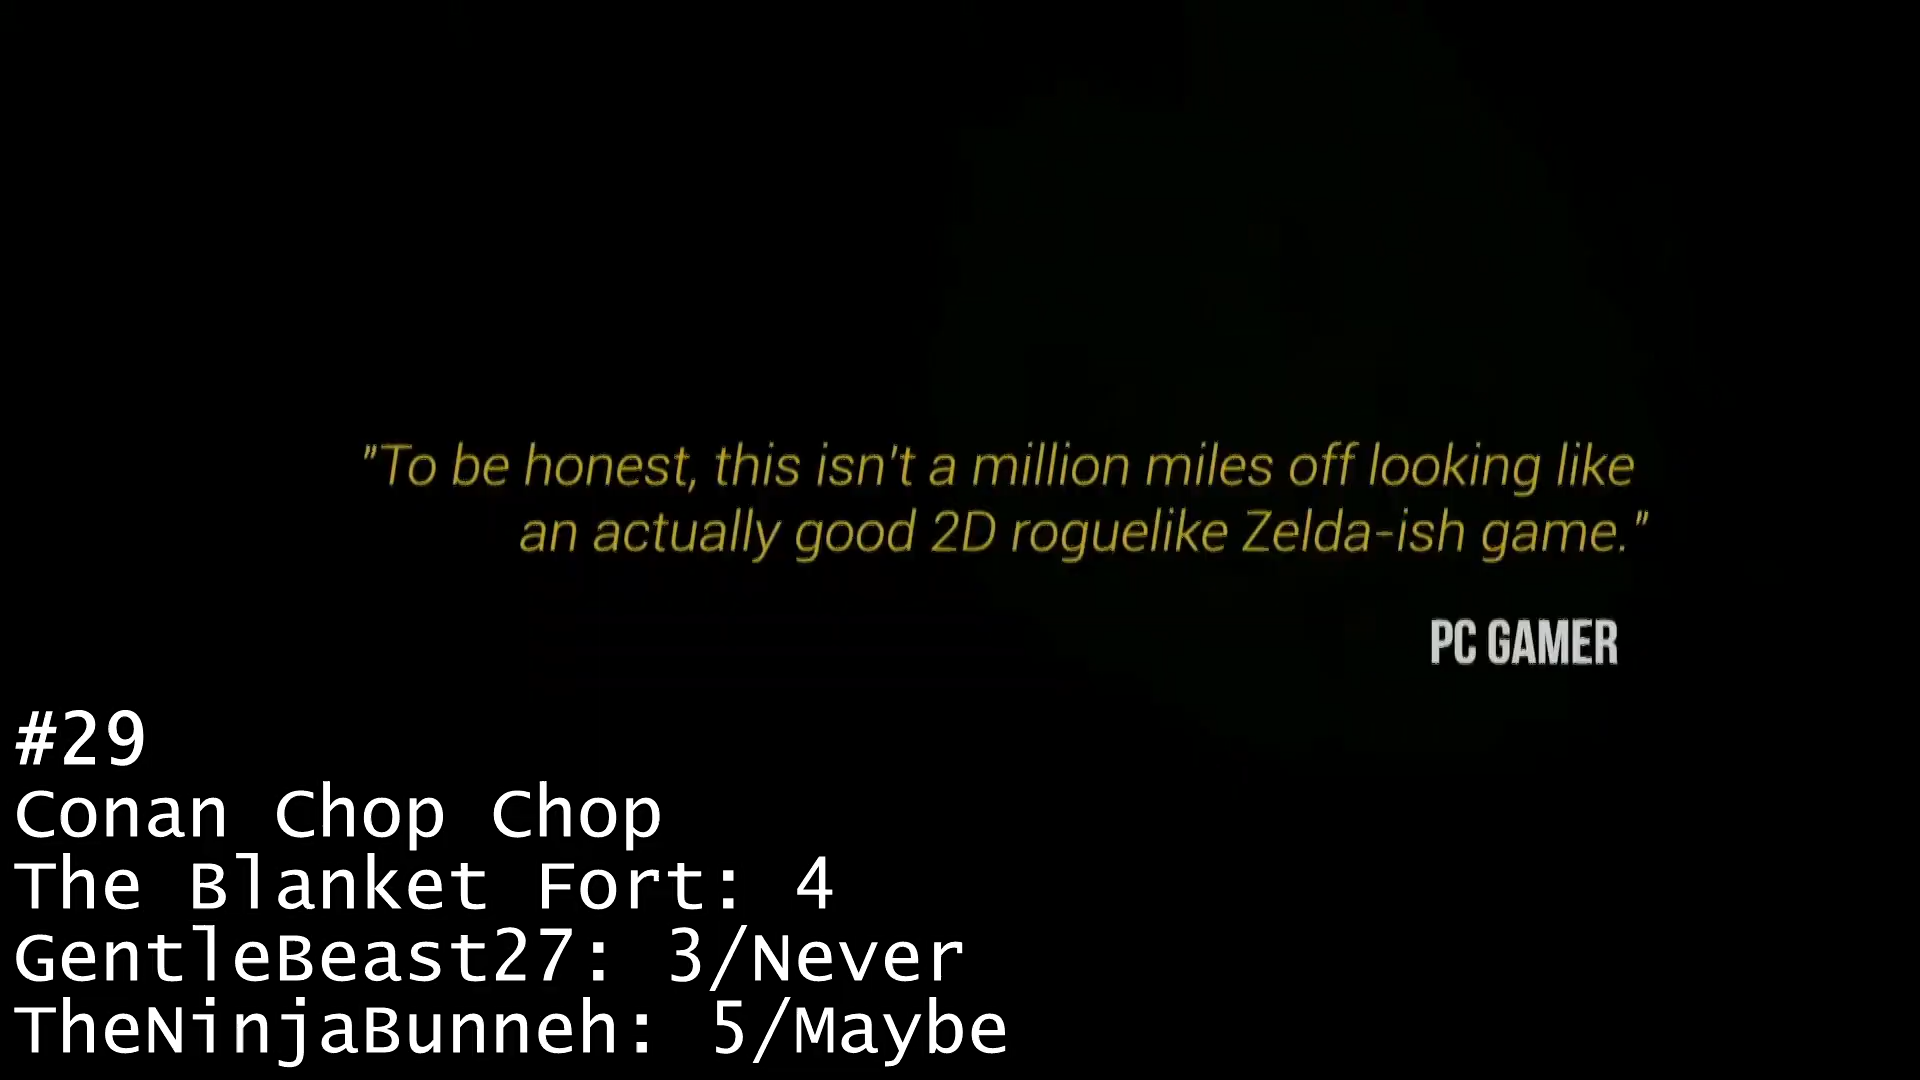 "To be honest, this isn't a million miles off looking like
an actually good 2D roguelike Zelda-ish game."
PC GAMER
#29
Conan Chop Chop
The Blanket Fort: 4
GentleBeast27: 3/Never
TheNinjaBunneh: 5/Maybe